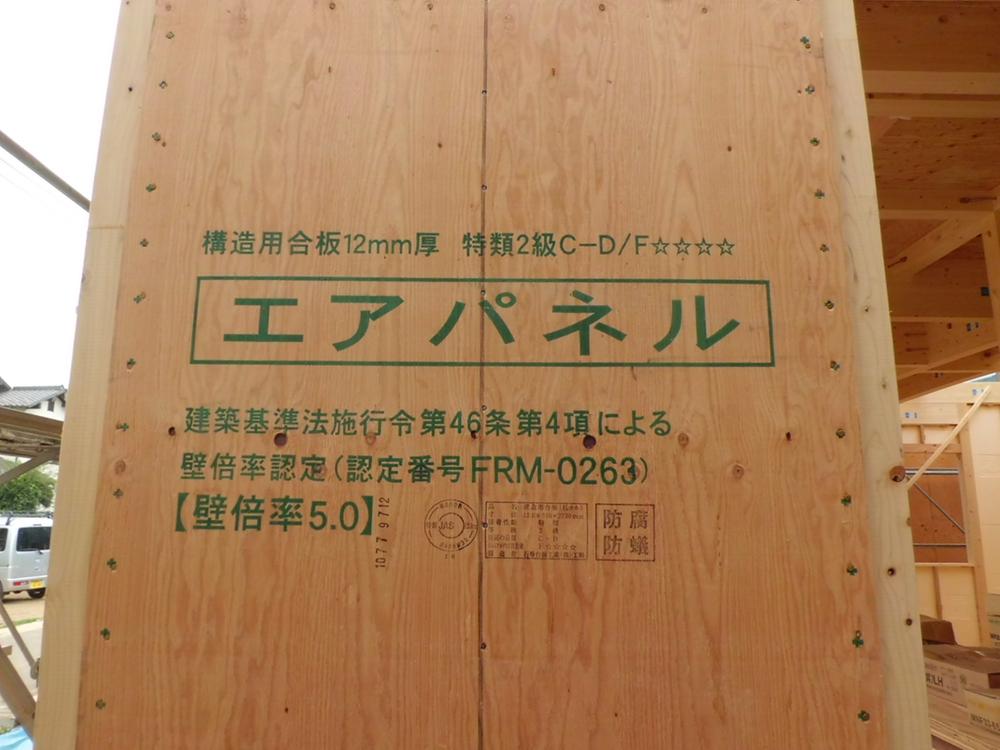 構造用合板12mm厚 特類2級C-D/F☆☆☆☆
エアパネル
建築基準法施行令第46条第4項による
壁倍率認定(認定番号FRM-0263)
【壁倍率5.0】
1077 9712
JAS
防腐
防蟻